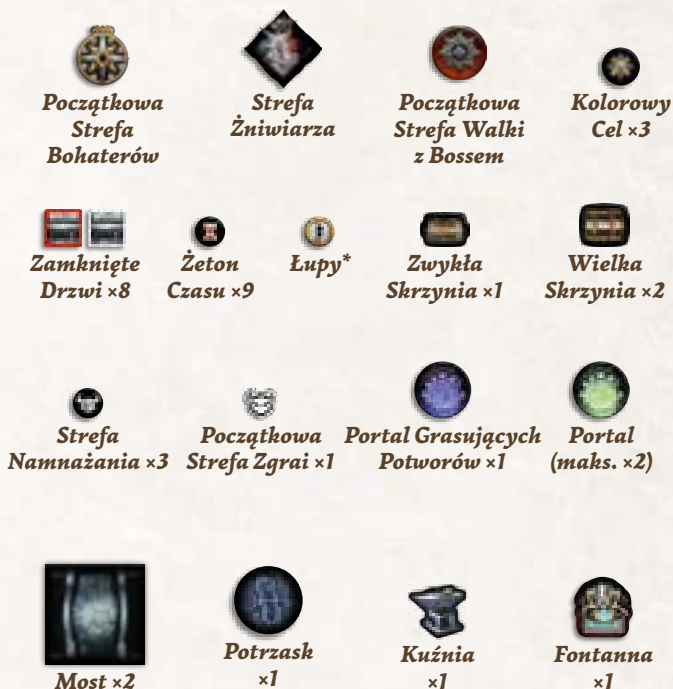 Początkowa
Strefa
Bohaterów
Strefa
Żniwiarza
Początkowa
Strefa Walki
z Bossem
Kolorowy
Cel ×3
Zamknięte
Drzwi ×8
Żeton
Czasu ×9
Łupy*
Zwykła
Skrzynia ×1
Wielka
Skrzynia ×2
Strefa
Namnażania ×3
Początkowa
Strefa Zgrai ×1
Portal Grasujących
Potworów ×1
Portal
(maks. ×2)
Most ×2
Potrzask
×1
Kuźnia
×1
Fontanna
×1